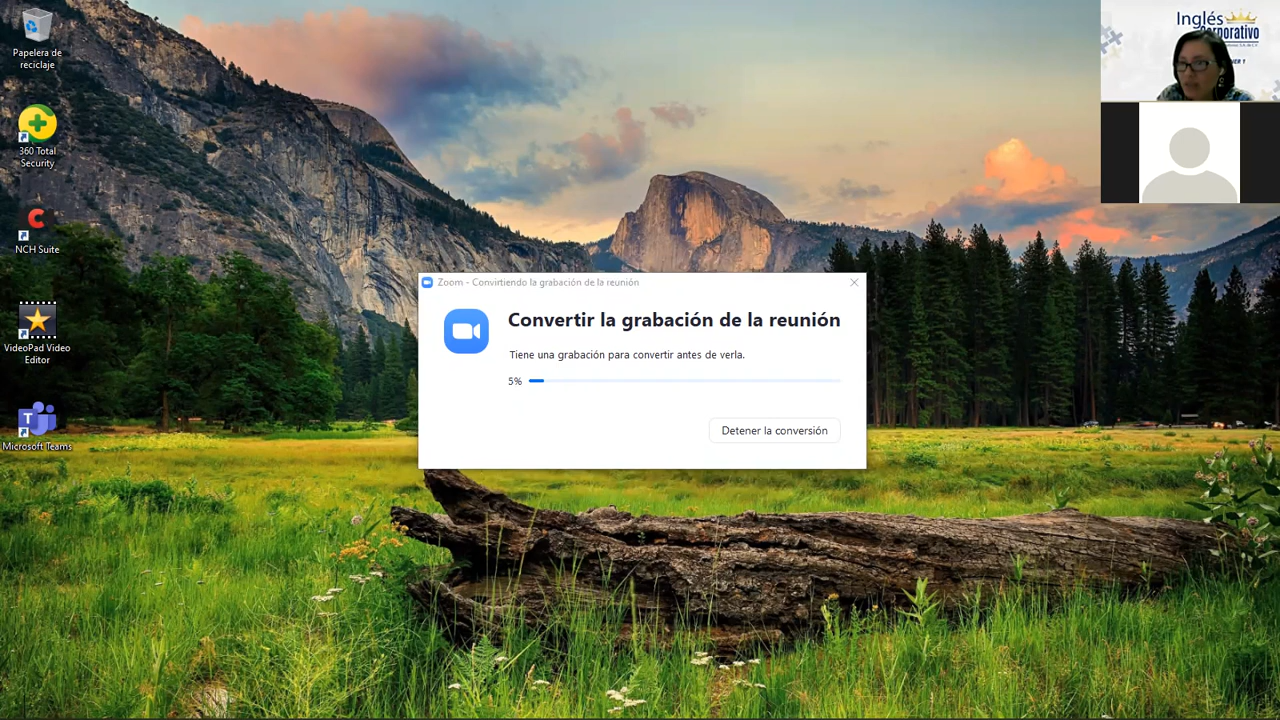 Papelera de
reciclaje
360 Total
Security
NCH Suite
VideoPad Video
Editor
Microsoft Teams
Zoom - Convirtiendo la grabación de la reunión
Convertir la grabación de la reunión
Tiene una grabación para convertir antes de verla.
5%
Detener la conversión
Inglés
Corporativo